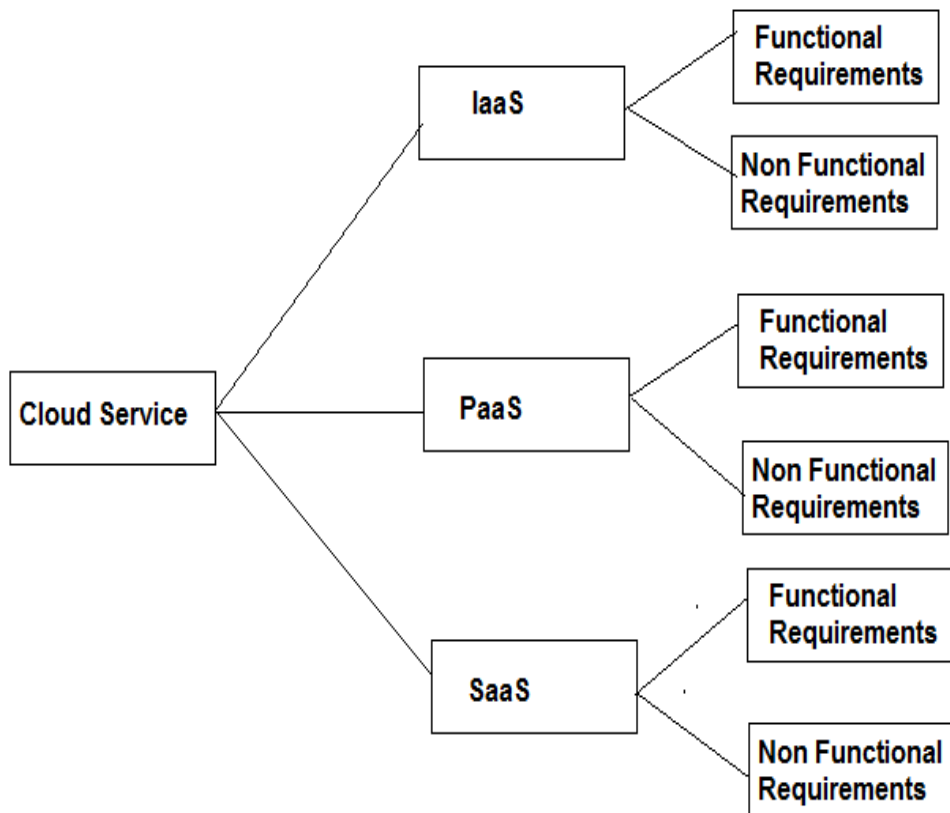 Functional
Requirements
IaaS
Non Functional
Requirements
Functional
Requirements
Cloud Service
PaaS
Non Functional
Requirements
Functional
Requirements
SaaS
Non Functional
Requirements